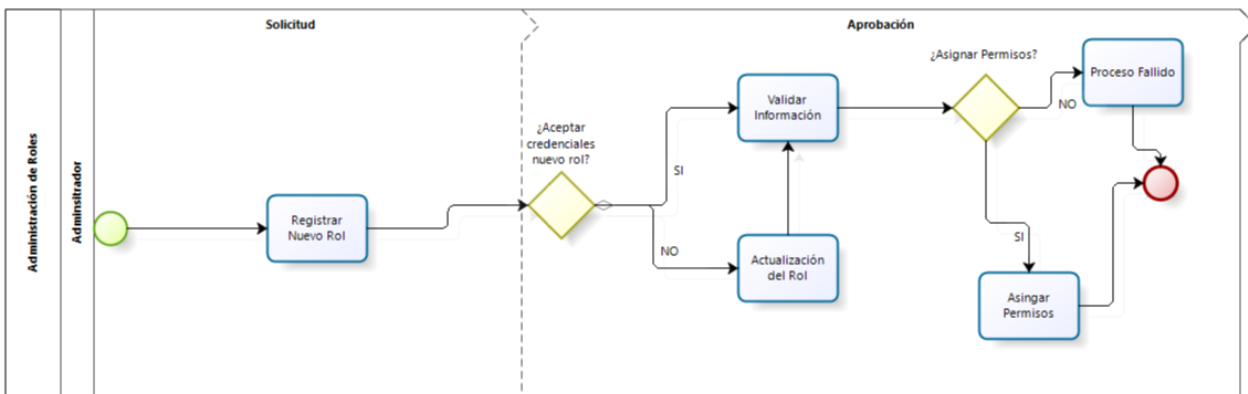 Administración de Roles
Adminsitrador
Solicitud
Registrar
Nuevo Rol
Aprobación
¿Aceptar
credenciales
nuevo rol?
SI
NO
Validar
Información
Actualización
del Rol
¿Asignar Permisos?
NO
Proceso Fallido
SI
Asingar
Permisos